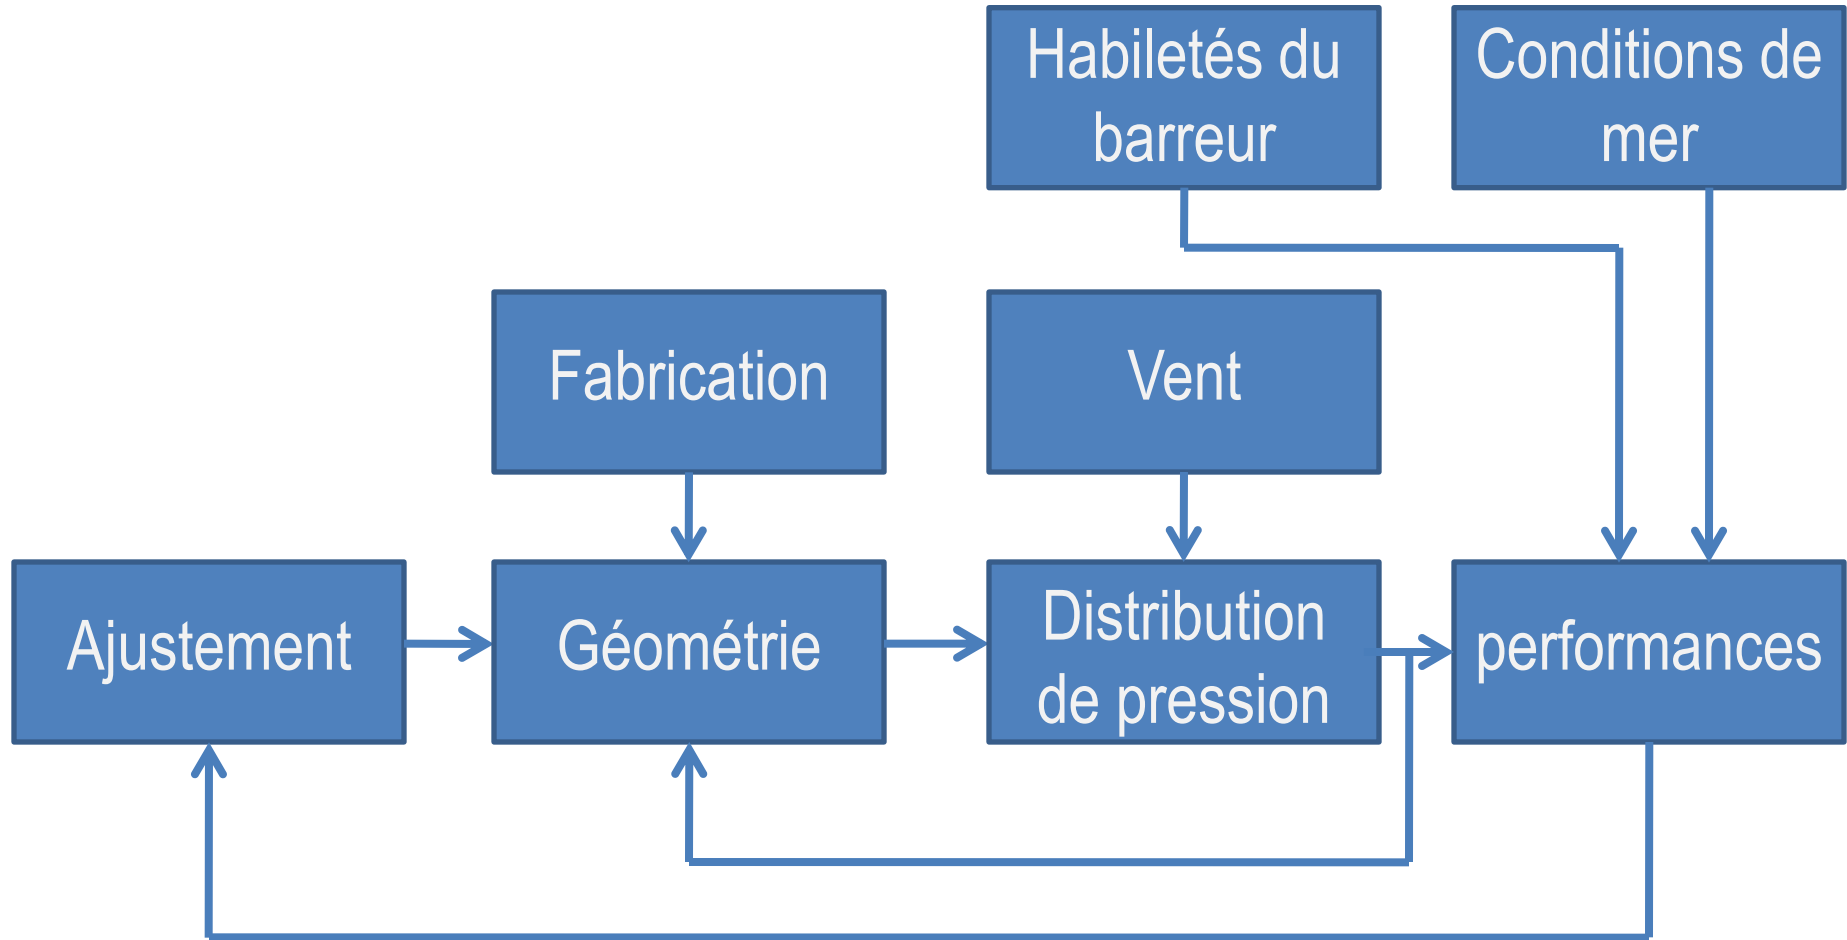 Habiletés du
barreur
Conditions de
mer
Fabrication
Vent
Ajustement
Géométrie
Distribution
de pression
performances